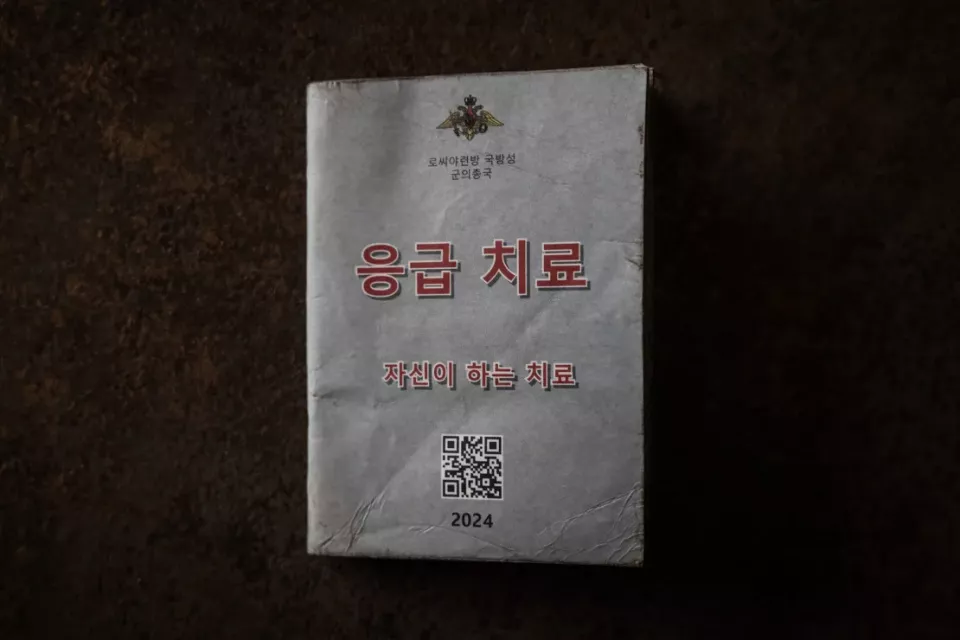 로씨야련방 국방성
군의총국
응급 치료
자신이 하는 치료
2024